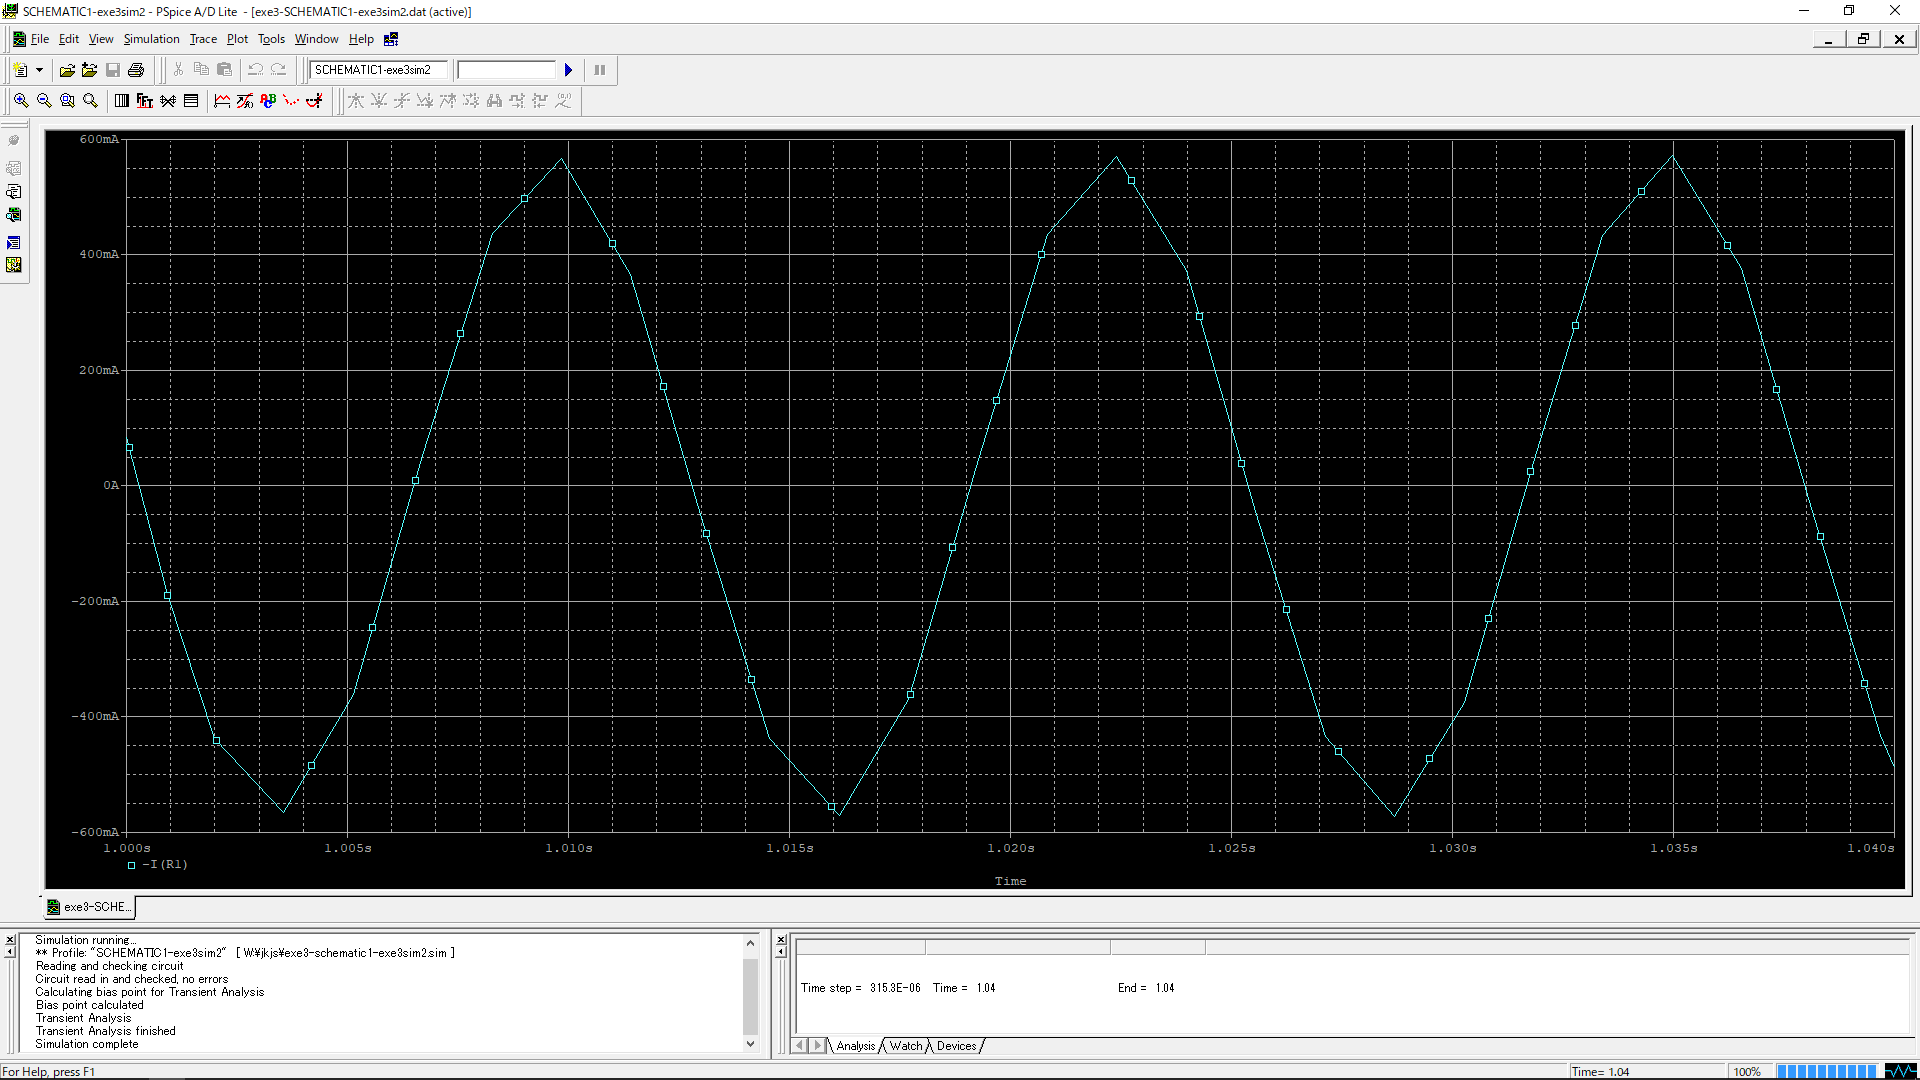 SCHEMATIC1-exe3sim2 - PSpice A/D Lite - [exe3-SCHEMATIC1-exe3sim2.dat (active)]
File Edit View Simulation Trace Plot Tools Window Help
SCHEMATIC1-exe3sim2
600mA
400mA
200mA
0A
-200mA
-400mA
-600mA
1.000s 1.005s 1.010s 1.015s 1.020s 1.025s 1.030s 1.035s 1.040s
-I(R1)
Time
exe3-SCHE...
Simulation running...
** Profile: "SCHEMATIC1-exe3sim2" [ W:¥jkjs¥exe3-schematic1-exe3sim2.sim ]
Reading and checking circuit
Circuit read in and checked, no errors
Calculating bias point for Transient Analysis
Bias point calculated
Transient Analysis
Transient Analysis finished
Simulation complete
Time step = 315.3E-06 Time = 1.04 End = 1.04
Analysis Watch Devices
For Help, press F1
Time= 1.04 100%